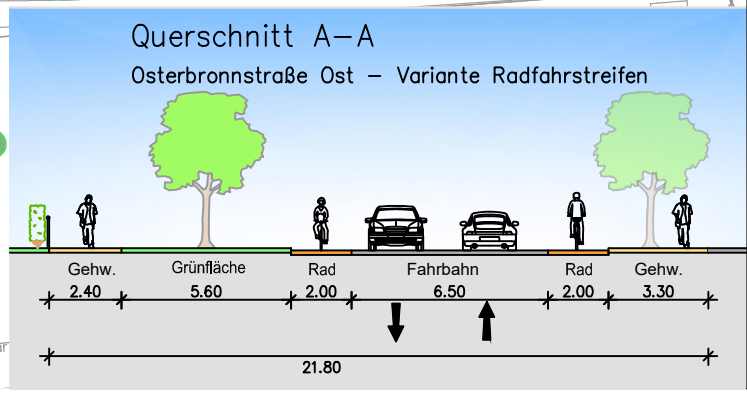 Querschnitt A-A
Osterbronnstraße Ost - Variante Radfahrstreifen
Gehw. Grünfläche Rad Fahrbahn Rad Gehw.
2.40 5.60 2.00 6.50 2.00 3.30
21.80